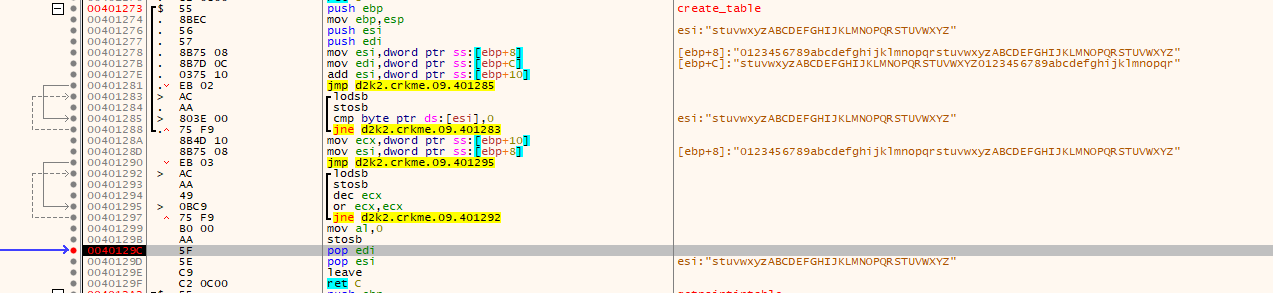 00401273 $ 55 push ebp create_table
00401274 . 8BEC mov ebp,esp
00401276 . 56 push esi esi:"stuvwxyzABCDEFGHIJKLMNOPQRSTUVWXYZ"
00401277 . 57 push edi
00401278 . 8B75 08 mov esi,dword ptr ss:[ebp+8] [ebp+8]:"0123456789abcdefghijklmnopqrstuvwxyzABCDEFGHIJKLMNOPQRSTUVWXYZ"
0040127B . 8B7D 0C mov edi,dword ptr ss:[ebp+C] [ebp+C]:"stuvwxyzABCDEFGHIJKLMNOPQRSTUVWXYZ0123456789abcdefghijklmnopqr"
0040127E . 0375 10 add esi,dword ptr ss:[ebp+10]
00401281 . EB 02 jmp d2k2.crkme.09.401285
00401283 > AC lodsb
00401284 . AA stosb
00401285 > 803E 00 cmp byte ptr ds:[esi],0 esi:"stuvwxyzABCDEFGHIJKLMNOPQRSTUVWXYZ"
00401288 . 75 F9 jne d2k2.crkme.09.401283
0040128A 8B4D 10 mov ecx,dword ptr ss:[ebp+10]
0040128D 8B75 08 mov esi,dword ptr ss:[ebp+8] [ebp+8]:"0123456789abcdefghijklmnopqrstuvwxyzABCDEFGHIJKLMNOPQRSTUVWXYZ"
00401290 EB 03 jmp d2k2.crkme.09.401295
00401292 > AC lodsb
00401293 AA stosb
00401294 49 dec ecx
00401295 > 0BC9 or ecx,ecx
00401297 75 F9 jne d2k2.crkme.09.401292
00401299 B0 00 mov al,0
0040129B AA stosb
0040129C 5F pop edi
0040129D 5E pop esi esi:"stuvwxyzABCDEFGHIJKLMNOPQRSTUVWXYZ"
0040129E C9 leave
0040129F C2 0C00 ret C